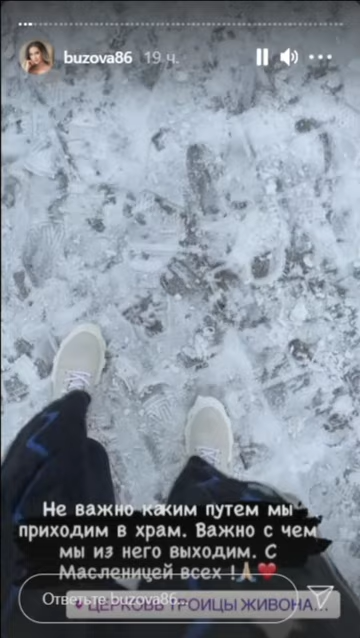 buzova86 19 ч.
Не важно каким путем мы
приходим в храм. Важно с чем
мы из него выходим. С
Масленицей всех !🙏❤️
Ответьте buzova86...
ЦЕРКОВЬ ТРОИЦЫ ЖИВОНА...